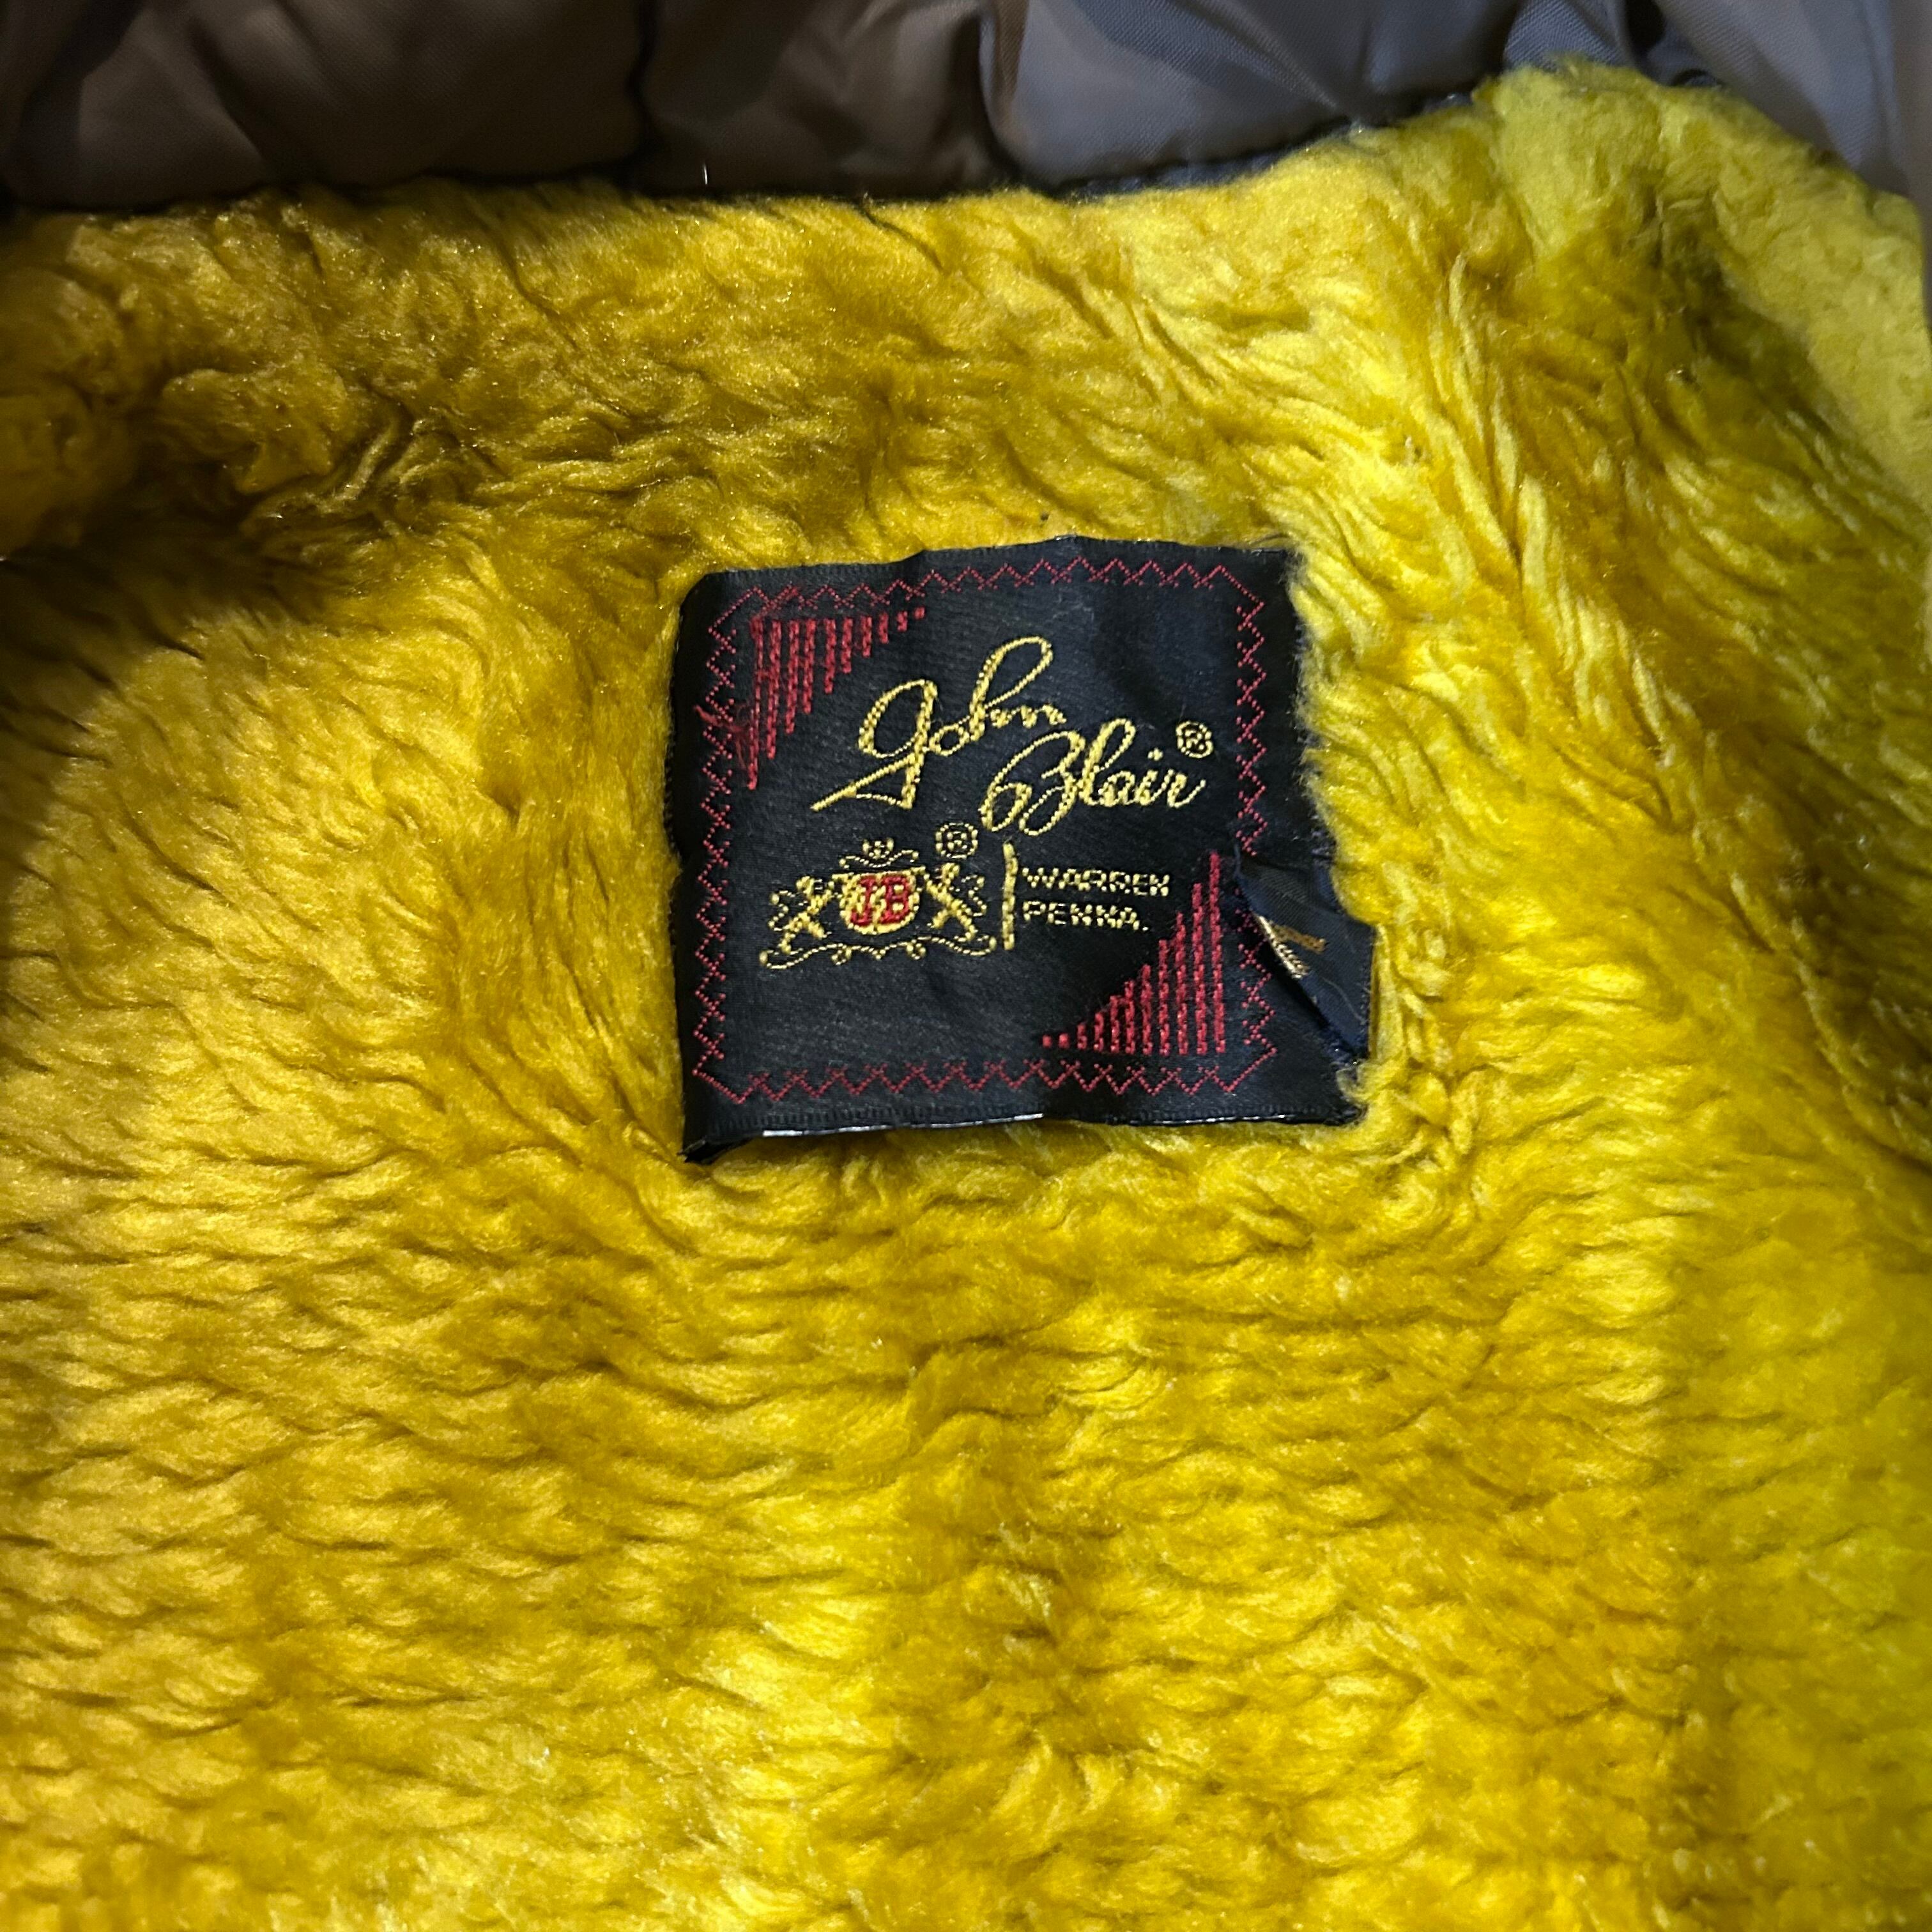 John
Blair®
®
JB
WARREN
PENNA.